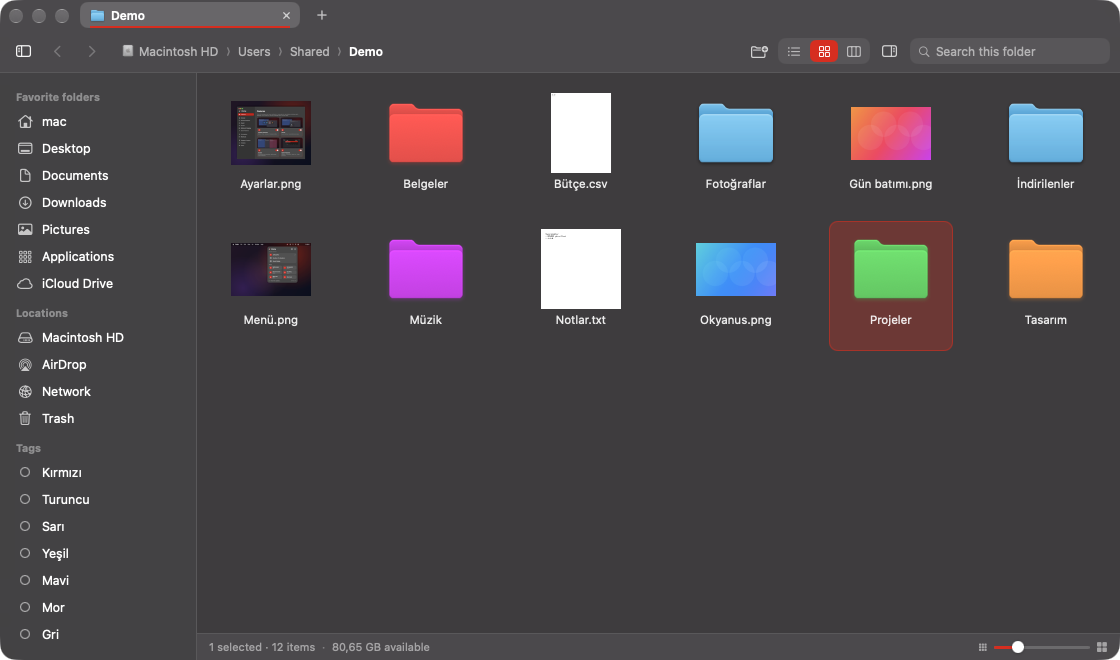 Demo
Macintosh HD › Users › Shared › Demo
Search this folder
Favorite folders
mac
Desktop
Documents
Downloads
Pictures
Applications
iCloud Drive
Locations
Macintosh HD
AirDrop
Network
Trash
Tags
Kırmızı
Turuncu
Sarı
Yeşil
Mavi
Mor
Gri
Ayarlar.png
Belgeler
Bütçe.csv
Fotoğraflar
Gün batımı.png
İndirilenler
Menü.png
Müzik
Notlar.txt
Okyanus.png
Projeler
Tasarım
1 selected · 12 items · 80,65 GB available